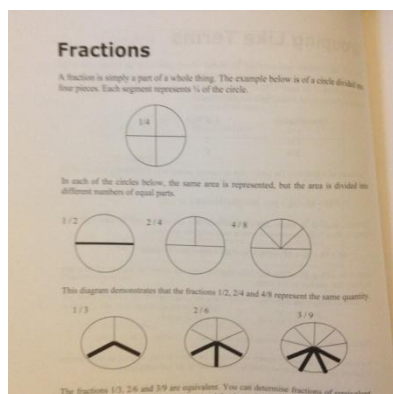 Fractions
A fraction is simply a part of a whole thing. The example below is of a circle divided into
four pieces. Each segment represents ¼ of the circle.
1/4
In each of the circles below, the same area is represented, but the area is divided into
different numbers of equal parts.
1/2 2/4 4/8
This diagram demonstrates that the fractions 1/2, 2/4 and 4/8 represent the same quantity.
1/3 2/6 3/9
The fractions 1/3, 2/6 and 3/9 are equivalent. You can determine fractions of equivalent